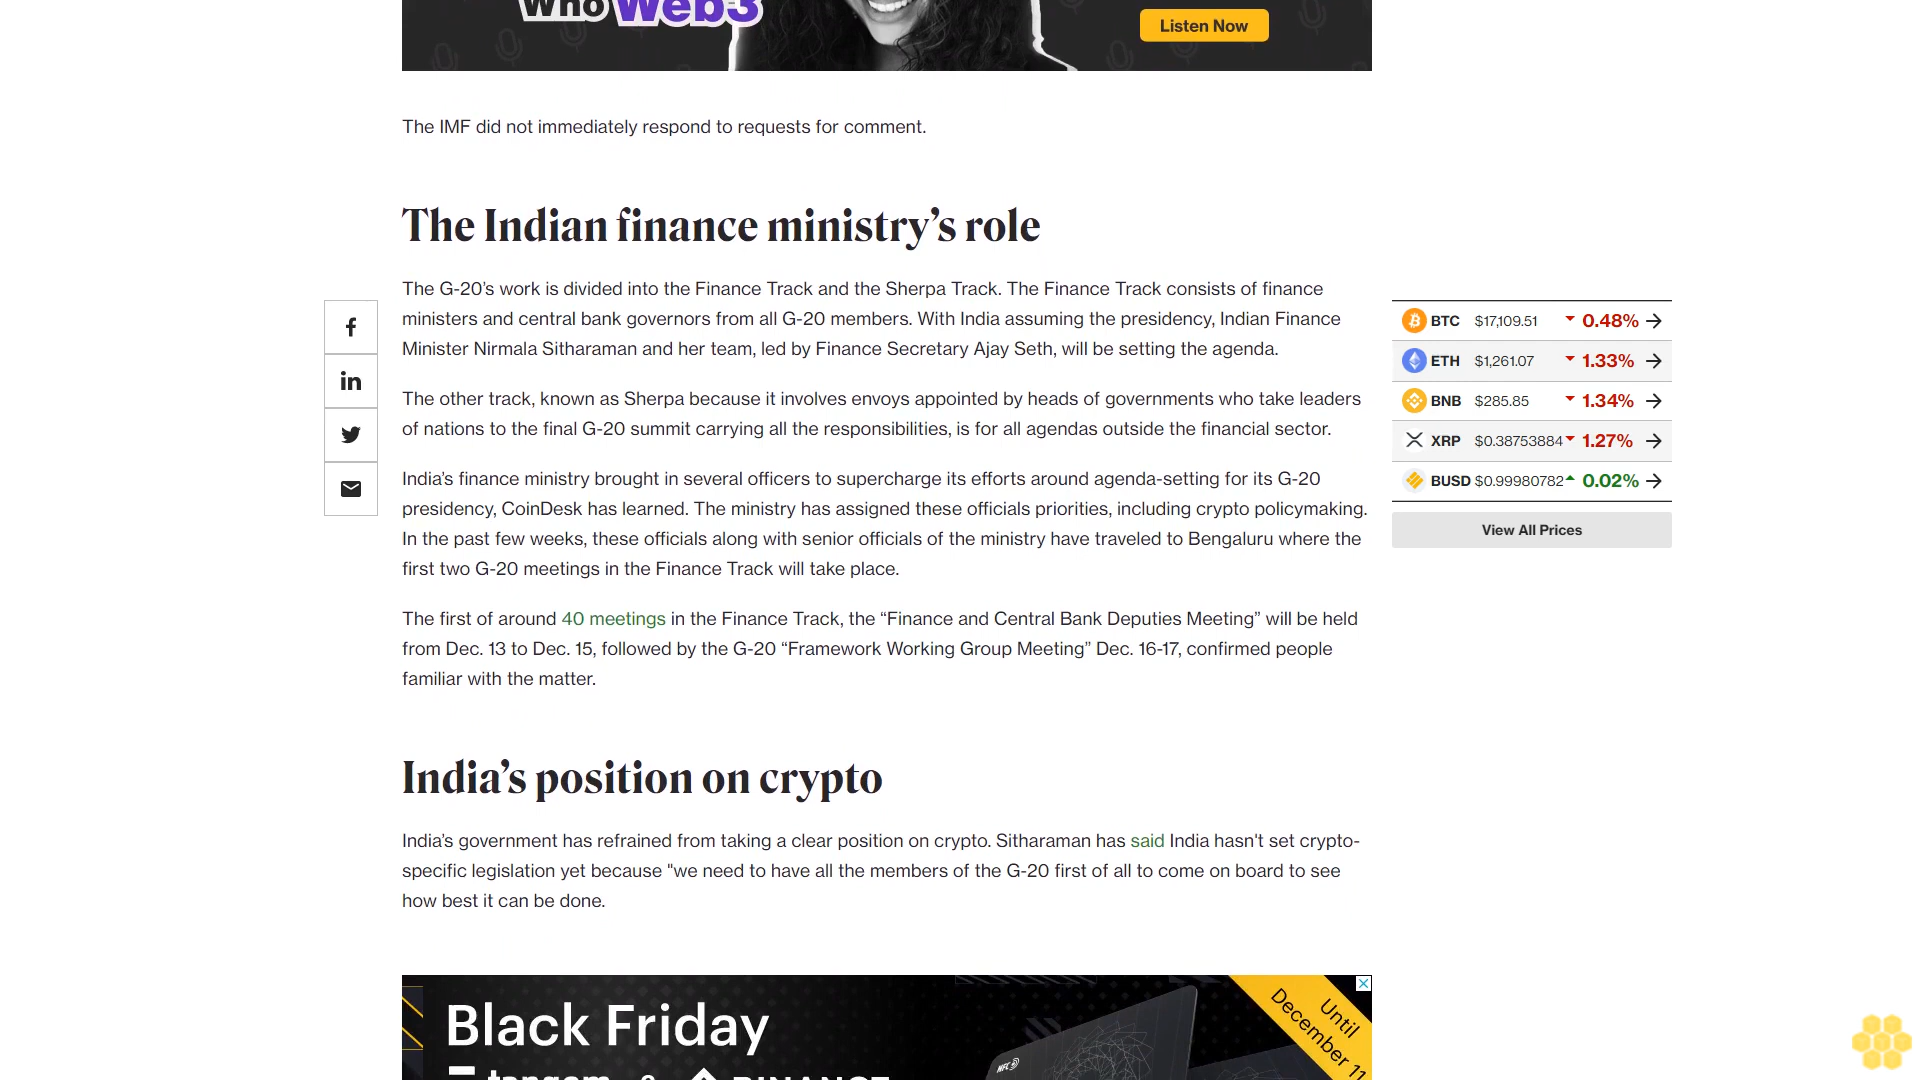 Who Web3
Listen Now
The IMF did not immediately respond to requests for comment.
The Indian finance ministry’s role
The G-20’s work is divided into the Finance Track and the Sherpa Track. The Finance Track consists of finance
ministers and central bank governors from all G-20 members. With India assuming the presidency, Indian Finance
Minister Nirmala Sitharaman and her team, led by Finance Secretary Ajay Seth, will be setting the agenda.
The other track, known as Sherpa because it involves envoys appointed by heads of governments who take leaders
of nations to the final G-20 summit carrying all the responsibilities, is for all agendas outside the financial sector.
India’s finance ministry brought in several officers to supercharge its efforts around agenda-setting for its G-20
presidency, CoinDesk has learned. The ministry has assigned these officials priorities, including crypto policymaking.
In the past few weeks, these officials along with senior officials of the ministry have traveled to Bengaluru where the
first two G-20 meetings in the Finance Track will take place.
The first of around 40 meetings in the Finance Track, the “Finance and Central Bank Deputies Meeting” will be held
from Dec. 13 to Dec. 15, followed by the G-20 “Framework Working Group Meeting” Dec. 16-17, confirmed people
familiar with the matter.
India’s position on crypto
India’s government has refrained from taking a clear position on crypto. Sitharaman has said India hasn't set crypto-
specific legislation yet because "we need to have all the members of the G-20 first of all to come on board to see
how best it can be done.
BTC $17,109.51 0.48%
ETH $1,261.07 1.33%
BNB $285.85 1.34%
XRP $0.38753884 1.27%
BUSD $0.99980782 0.02%
View All Prices
Black Friday
tangem & BINANCE
NFC
Until
December 11